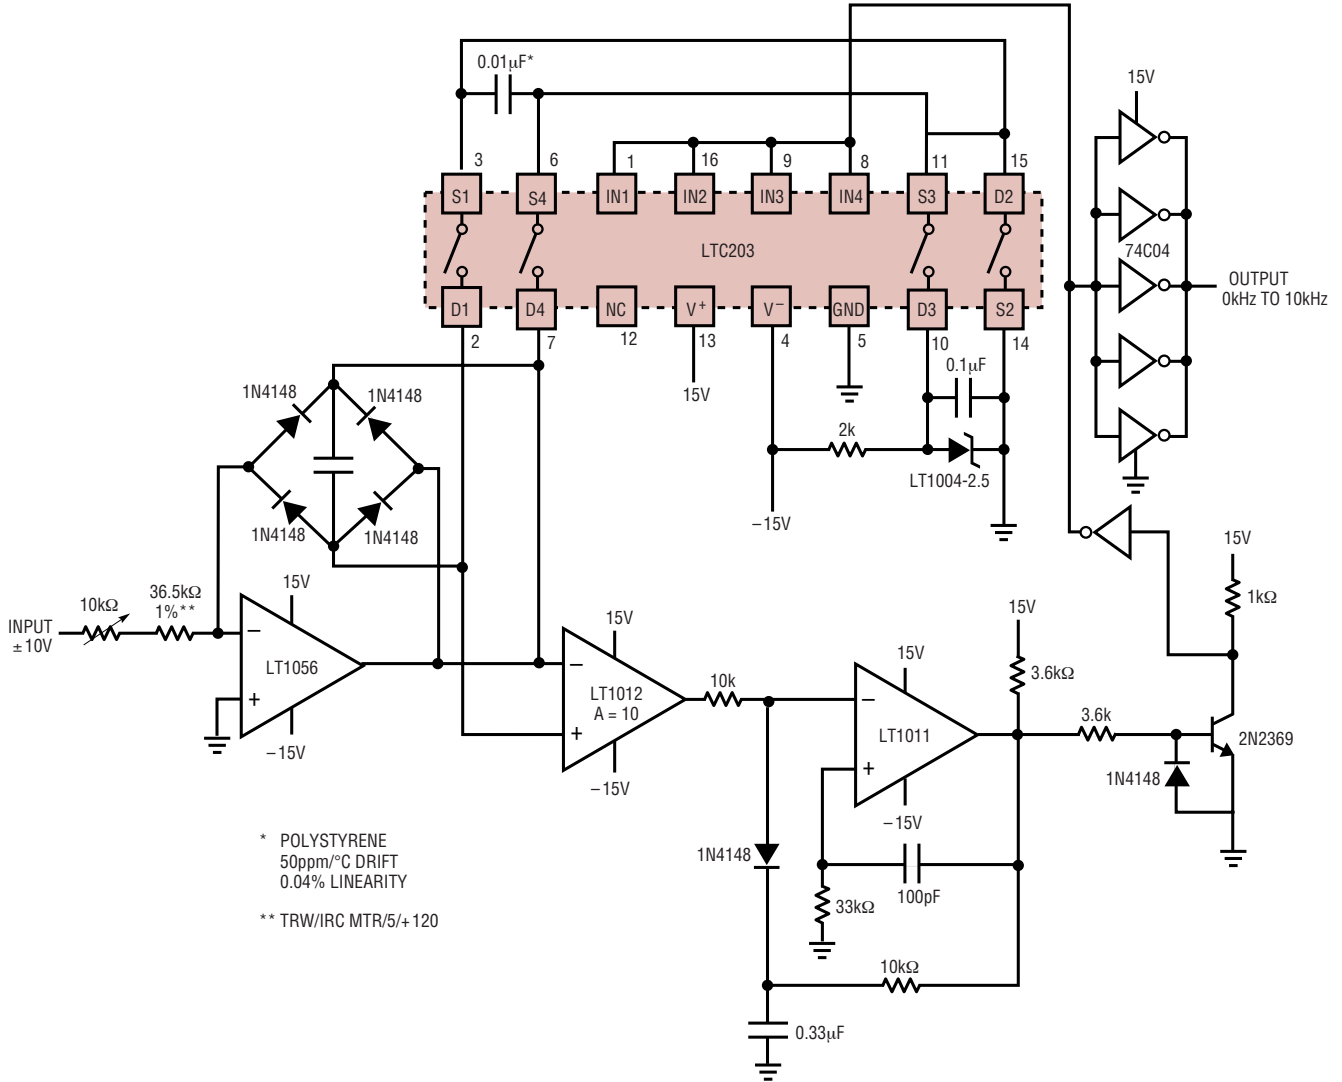 0.01µF*
15V
3
6
1
16
9
8
11
15
S1
S4
IN1
IN2
IN3
IN4
S3
D2
LTC203
74C04
OUTPUT
0kHz TO 10kHz
D1
D4
NC
V+
V–
GND
D3
S2
2
7
12
13
4
5
10
14
15V
0.1µF
1N4148
1N4148
2k
LT1004-2.5
–15V
1N4148
1N4148
15V
1kΩ
INPUT
±10V
10kΩ
36.5kΩ
1%**
15V
–
LT1056
+
–15V
15V
–
LT1012
A = 10
+
–15V
10k
15V
–
LT1011
+
–15V
15V
3.6kΩ
3.6k
2N2369
1N4148
* POLYSTYRENE
50ppm/°C DRIFT
0.04% LINEARITY
** TRW/IRC MTR/5/+120
1N4148
33kΩ
100pF
10kΩ
0.33µF